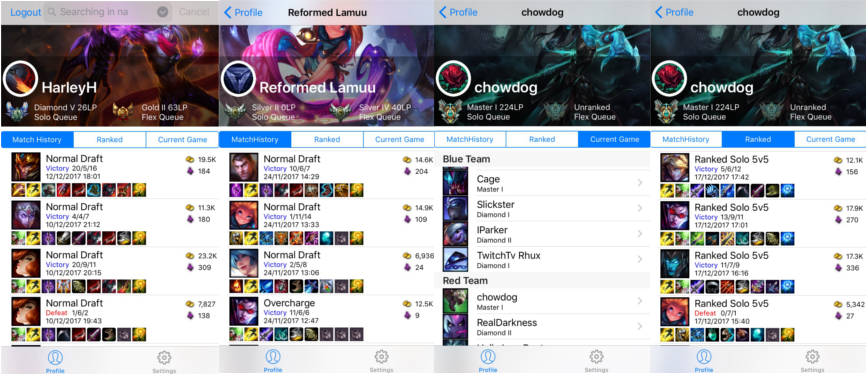 Logout
Searching in na
Cancel
HarleyH
Diamond V 26LP
Solo Queue
Gold II 63LP
Flex Queue
Match History
Ranked
Current Game
Normal Draft
Victory 20/5/16
12/12/2017 18:01
19.5K
184
Normal Draft
Victory 4/4/7
10/12/2017 21:12
11.3K
180
Normal Draft
Victory 20/9/11
10/12/2017 20:15
23.2K
309
Normal Draft
Defeat 1/6/2
10/12/2017 19:43
7,827
138
Profile
Settings
Profile
Reformed Lamuu
Reformed Lamuu
Silver II 0LP
Solo Queue
Silver IV 40LP
Flex Queue
MatchHistory
Ranked
Current Game
Normal Draft
Victory 10/6/7
24/11/2017 14:29
14.6K
204
Normal Draft
Victory 1/11/14
24/11/2017 13:33
14.9K
109
Normal Draft
Victory 2/5/8
24/11/2017 13:06
6,936
24
Overcharge
Victory 11/6/6
24/11/2017 12:47
12.5K
9
Profile
Settings
Profile
chowdog
chowdog
Master I 224LP
Solo Queue
Unranked
Flex Queue
MatchHistory
Ranked
Current Game
Blue Team
Cage
Master I
Slickster
Diamond I
IParker
Diamond II
TwitchTv Rhux
Diamond I
Red Team
chowdog
Master I
RealDarkness
Diamond II
Profile
Settings
Profile
chowdog
chowdog
Master I 224LP
Solo Queue
Unranked
Flex Queue
MatchHistory
Ranked
Current Game
Ranked Solo 5v5
Victory 5/6/12
17/12/2017 17:42
12.1K
156
Ranked Solo 5v5
Victory 13/9/11
17/12/2017 17:01
17.9K
270
Ranked Solo 5v5
Victory 11/7/9
17/12/2017 16:16
17.3K
336
Ranked Solo 5v5
Defeat 0/7/1
17/12/2017 15:40
5,342
27
Profile
Settings